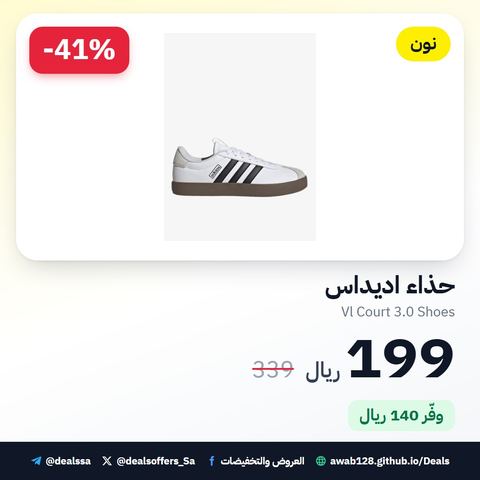 -41%
نون
حذاء اديداس
Vl Court 3.0 Shoes
199 ريال 339
وفّر 140 ريال
@dealssa @dealsoffers_Sa العروض والتخفيضات awab128.github.io/Deals